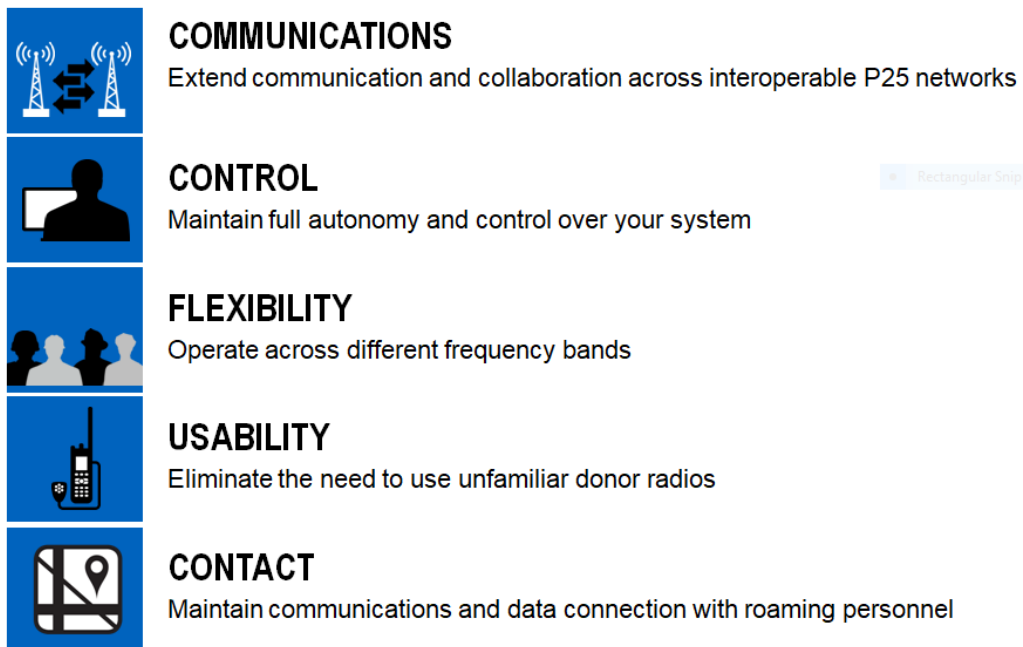 COMMUNICATIONS
Extend communication and collaboration across interoperable P25 networks
CONTROL
Rectangular Snip
Maintain full autonomy and control over your system
FLEXIBILITY
Operate across different frequency bands
USABILITY
Eliminate the need to use unfamiliar donor radios
CONTACT
Maintain communications and data connection with roaming personnel